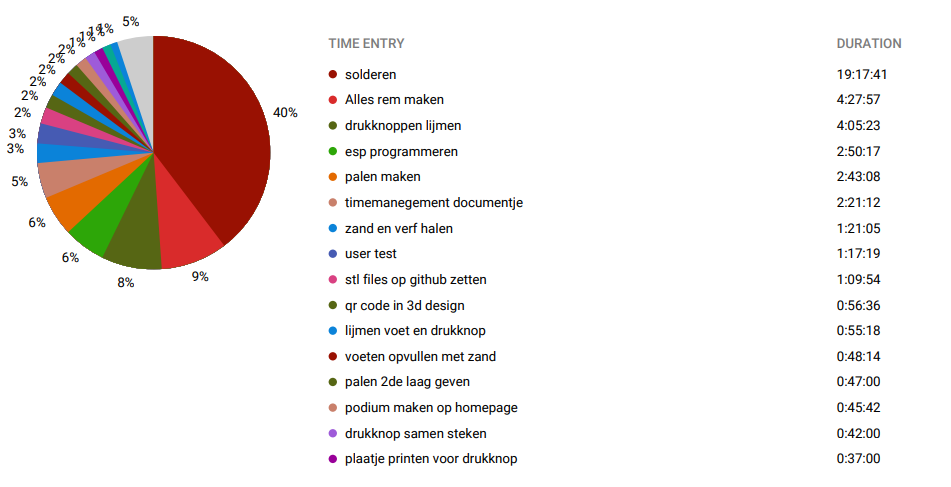 5%
1%
1%
1%
1%
2%
2%
2%
2%
2%
2%
3%
3%
5%
6%
6%
8%
9%
40%
TIME ENTRY DURATION
solderen 19:17:41
Alles rem maken 4:27:57
drukknoppen lijmen 4:05:23
esp programmeren 2:50:17
palen maken 2:43:08
timemanegement documentje 2:21:12
zand en verf halen 1:21:05
user test 1:17:19
stl files op github zetten 1:09:54
qr code in 3d design 0:56:36
lijmen voet en drukknop 0:55:18
voeten opvullen met zand 0:48:14
palen 2de laag geven 0:47:00
podium maken op homepage 0:45:42
drukknop samen steken 0:42:00
plaatje printen voor drukknop 0:37:00